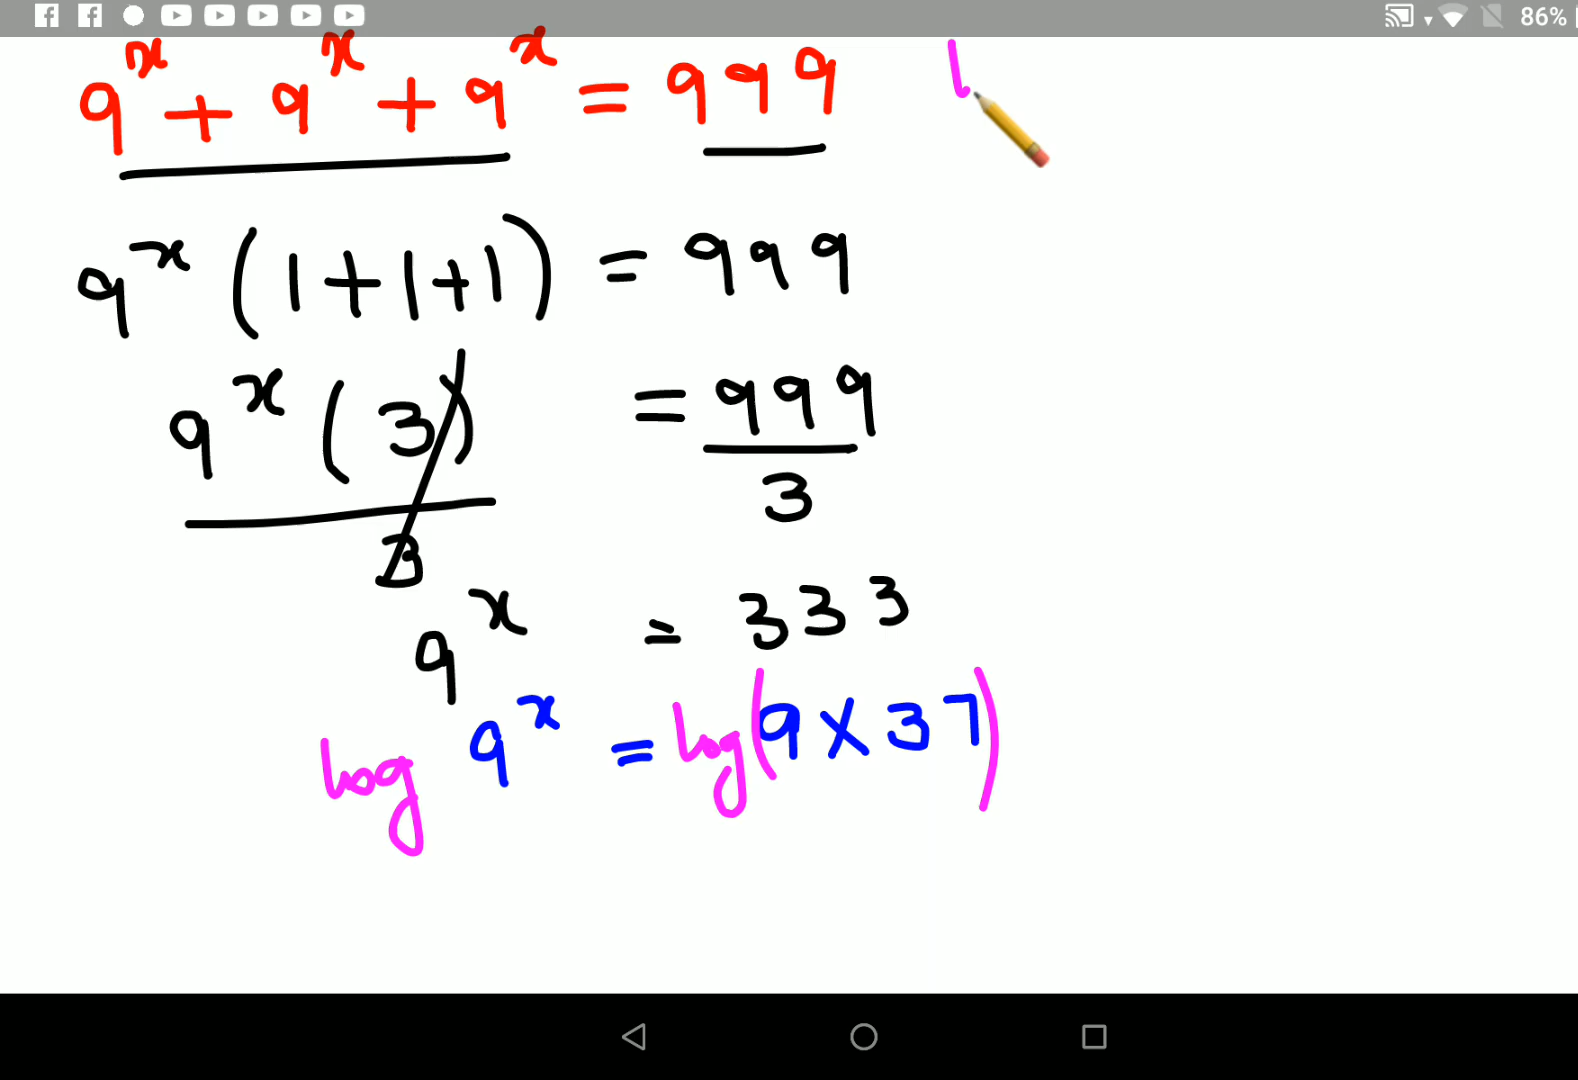 86%
9^x + 9^x + 9^x = 999
9^x (1+1+1) = 999
9^x (3) / 3 = 999 / 3
9^x = 333
log 9^x = log(9 × 37)